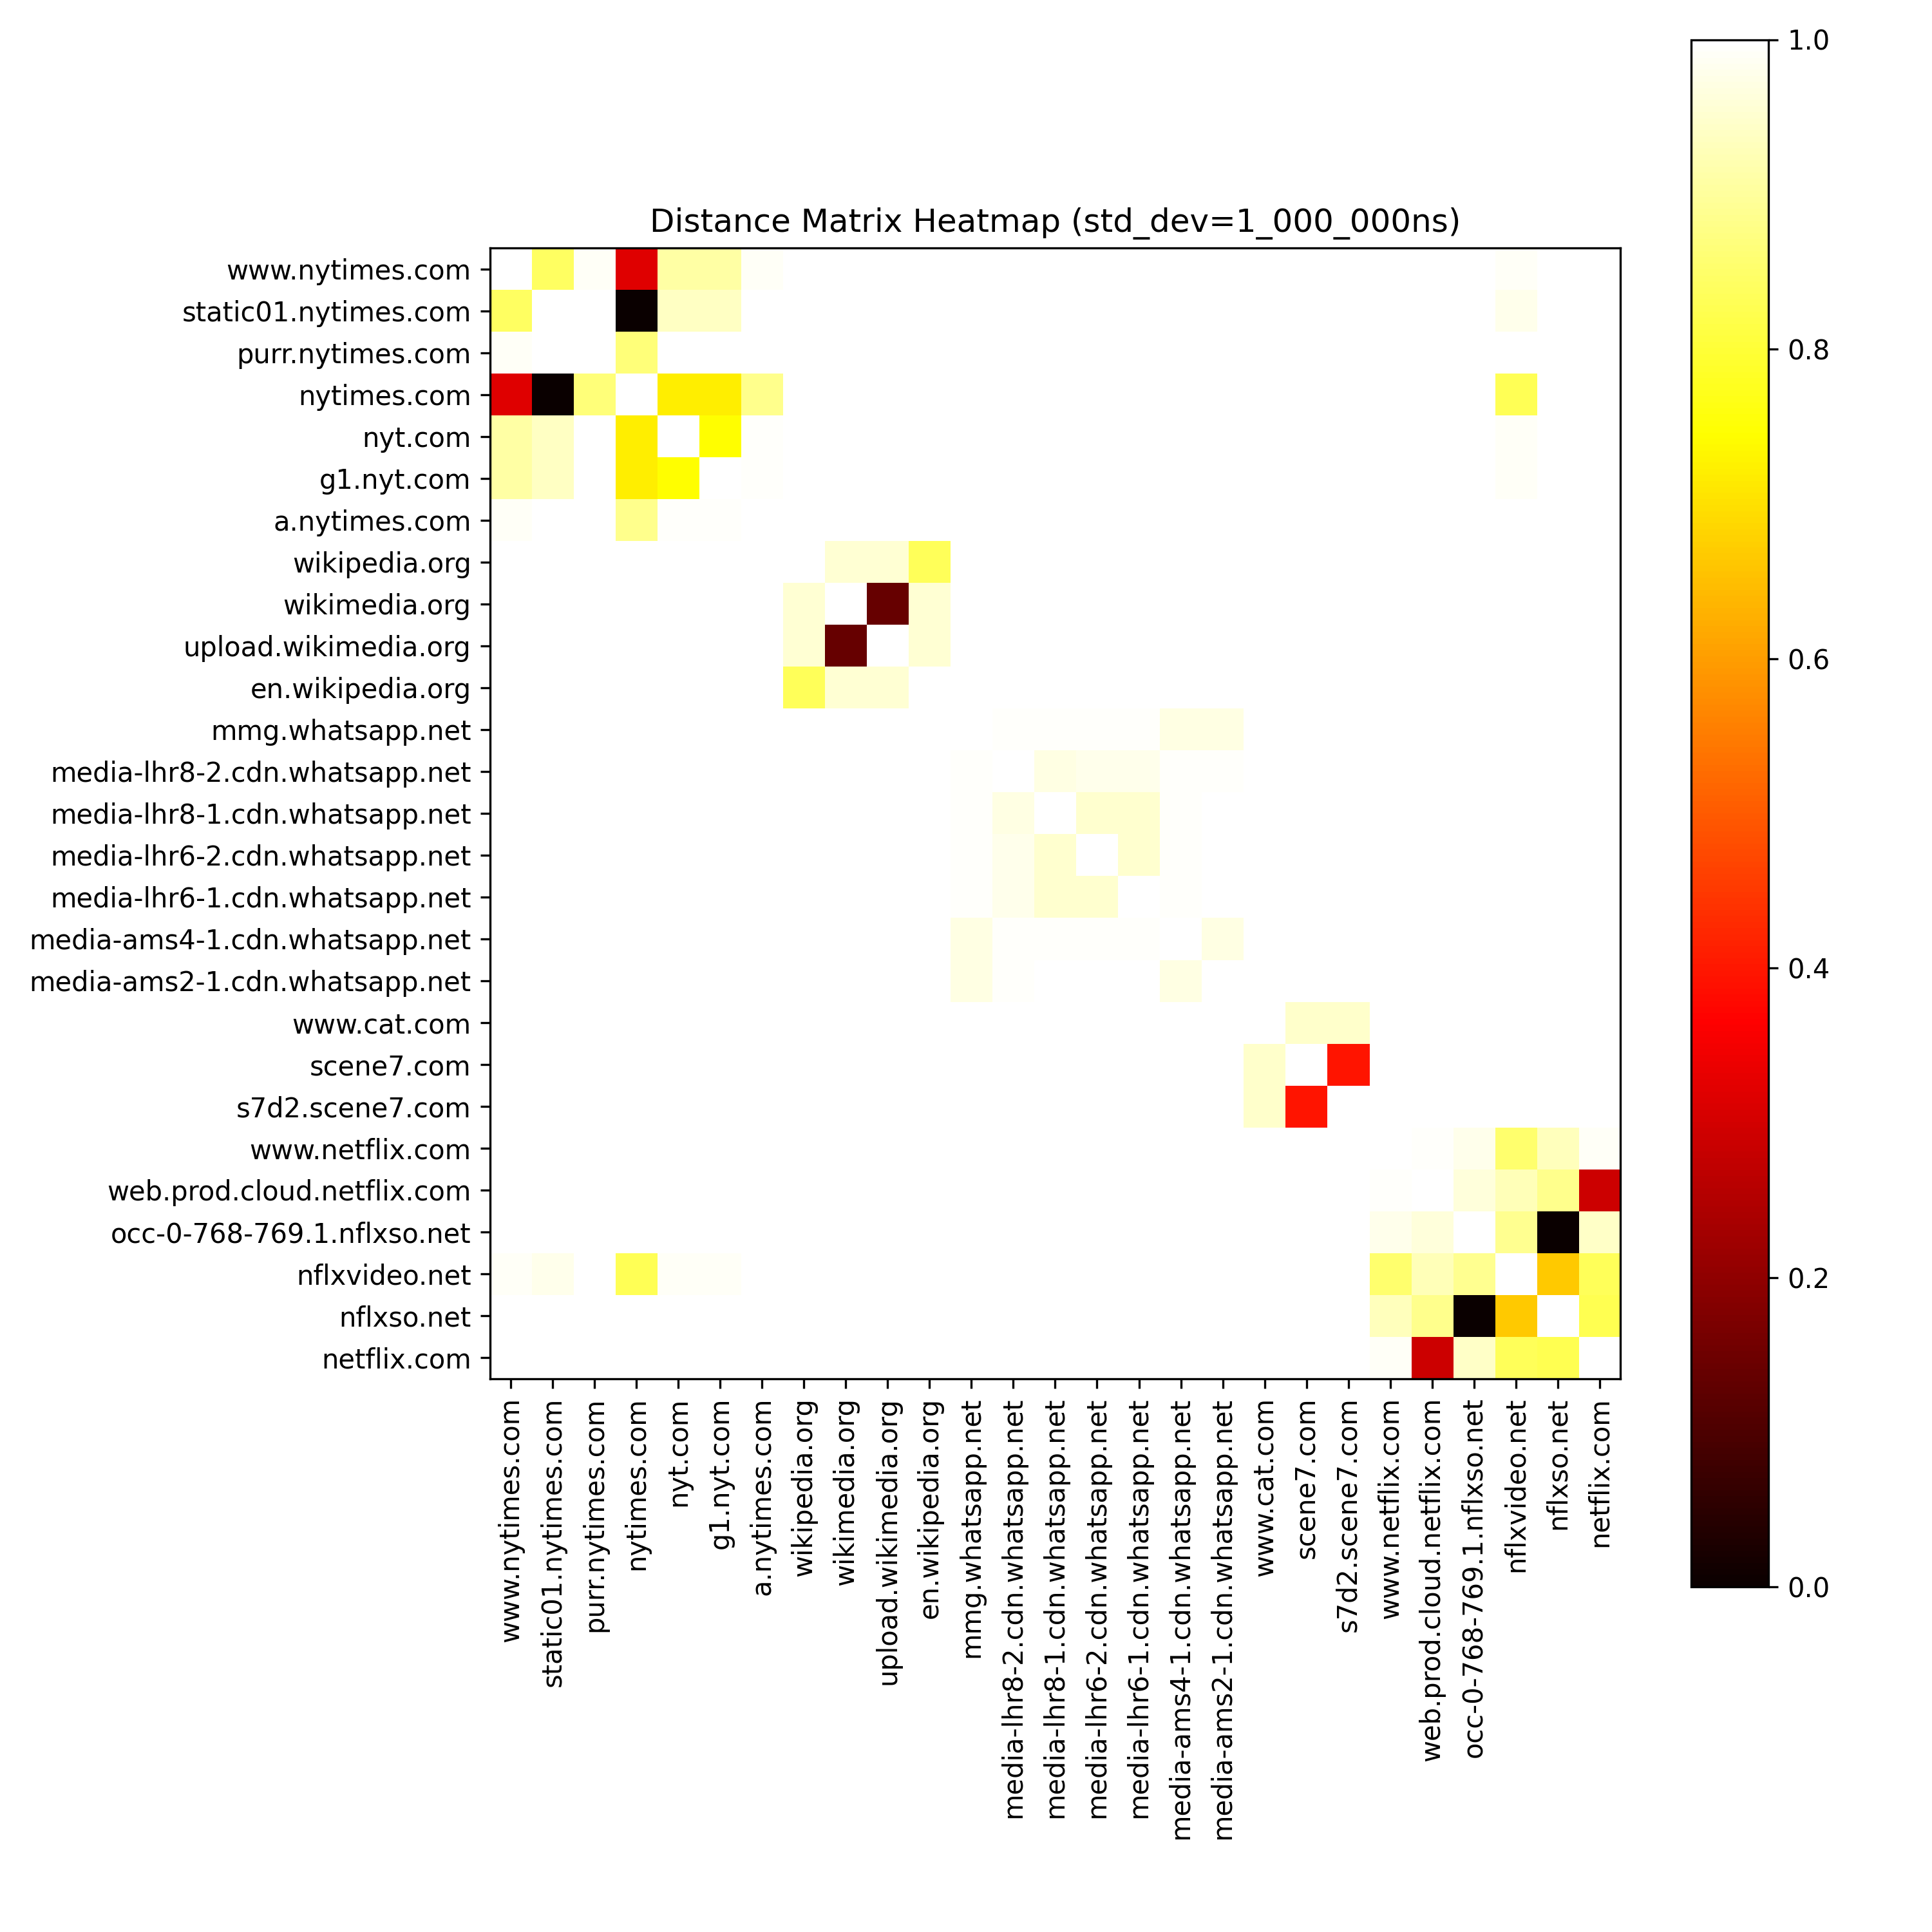 Distance Matrix Heatmap (std_dev=1_000_000ns)
www.nytimes.com
static01.nytimes.com
purr.nytimes.com
nytimes.com
nyt.com
g1.nyt.com
a.nytimes.com
wikipedia.org
wikimedia.org
upload.wikimedia.org
en.wikipedia.org
mmg.whatsapp.net
media-lhr8-2.cdn.whatsapp.net
media-lhr8-1.cdn.whatsapp.net
media-lhr6-2.cdn.whatsapp.net
media-lhr6-1.cdn.whatsapp.net
media-ams4-1.cdn.whatsapp.net
media-ams2-1.cdn.whatsapp.net
www.cat.com
scene7.com
s7d2.scene7.com
www.netflix.com
web.prod.cloud.netflix.com
occ-0-768-769.1.nflxso.net
nflxvideo.net
nflxso.net
netflix.com
www.nytimes.com
static01.nytimes.com
purr.nytimes.com
nytimes.com
nyt.com
g1.nyt.com
a.nytimes.com
wikipedia.org
wikimedia.org
upload.wikimedia.org
en.wikipedia.org
mmg.whatsapp.net
media-lhr8-2.cdn.whatsapp.net
media-lhr8-1.cdn.whatsapp.net
media-lhr6-2.cdn.whatsapp.net
media-lhr6-1.cdn.whatsapp.net
media-ams4-1.cdn.whatsapp.net
media-ams2-1.cdn.whatsapp.net
www.cat.com
scene7.com
s7d2.scene7.com
www.netflix.com
web.prod.cloud.netflix.com
occ-0-768-769.1.nflxso.net
nflxvideo.net
nflxso.net
netflix.com
1.0
0.8
0.6
0.4
0.2
0.0